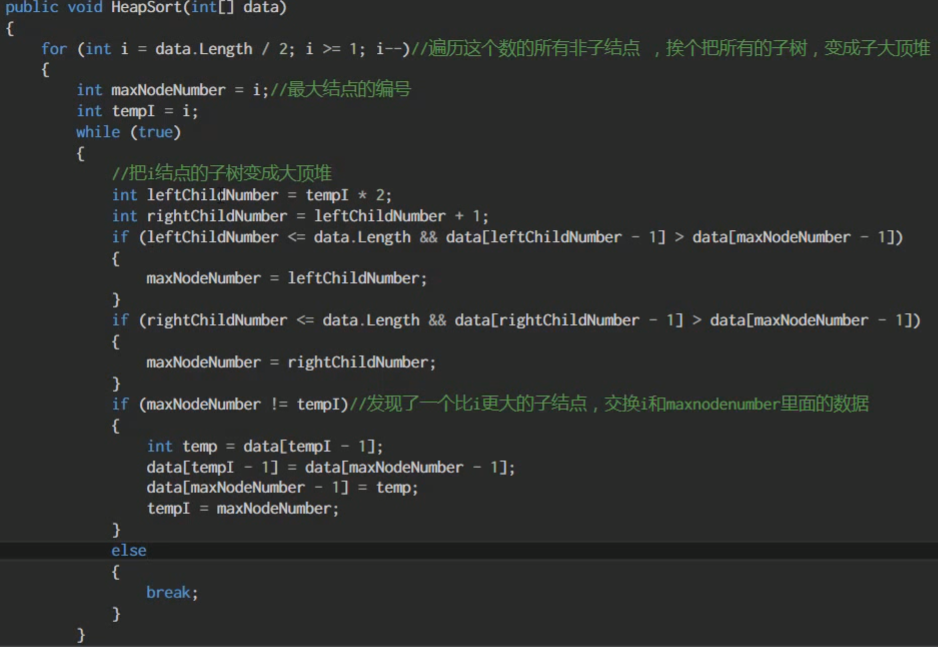 public void HeapSort(int[] data)
{
    for (int i = data.Length / 2; i >= 1; i--)//遍历这个数的所有非子结点 ，挨个把所有的子树，变成子大顶堆
    {
        int maxNodeNumber = i;//最大结点的编号
        int tempI = i;
        while (true)
        {
            //把i结点的子树变成大顶堆
            int leftChildNumber = tempI * 2;
            int rightChildNumber = leftChildNumber + 1;
            if (leftChildNumber <= data.Length && data[leftChildNumber - 1] > data[maxNodeNumber - 1])
            {
                maxNodeNumber = leftChildNumber;
            }
            if (rightChildNumber <= data.Length && data[rightChildNumber - 1] > data[maxNodeNumber - 1])
            {
                maxNodeNumber = rightChildNumber;
            }
            if (maxNodeNumber != tempI)//发现了一个比i更大的子结点，交换i和maxnodenumber里面的数据
            {
                int temp = data[tempI - 1];
                data[tempI - 1] = data[maxNodeNumber - 1];
                data[maxNodeNumber - 1] = temp;
                tempI = maxNodeNumber;
            }
            else
            {
                break;
            }
        }